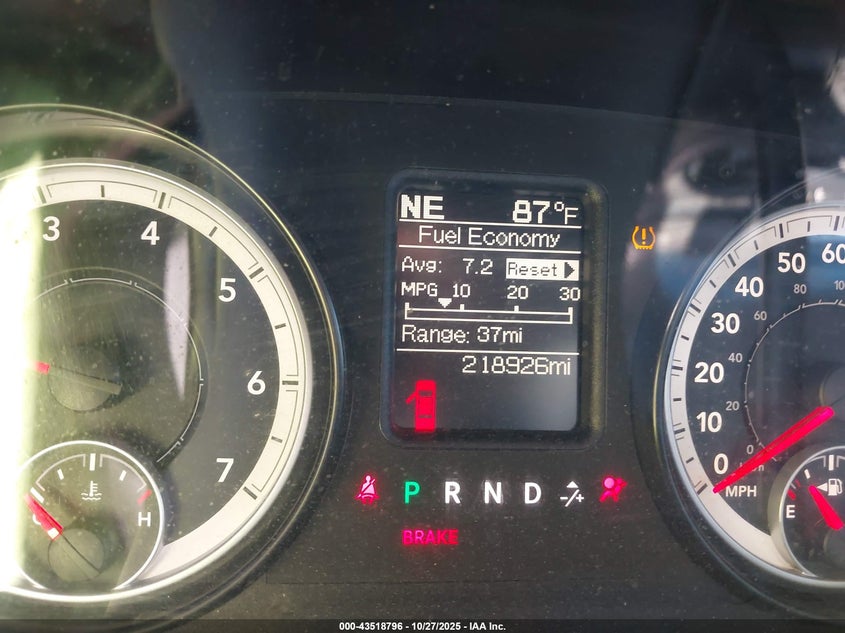 NE 87°F
Fuel Economy
Avg: 7.2 Reset
MPG 10 20 30
Range: 37mi
218926mi
P R N D -/+
BRAKE
3 4 5 6 7
H
0 10 20 30 40 50 60
0 20 40 60 80
MPH
E
000-43518796 - 10/27/2025 - IAA Inc.